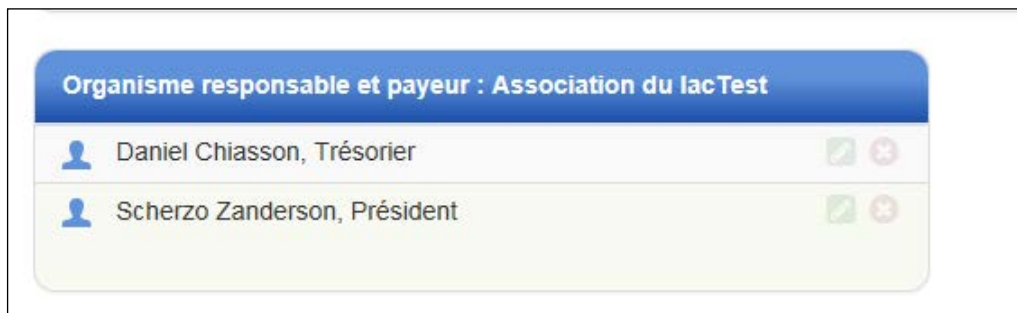 Organisme responsable et payeur : Association du lacTest
Daniel Chiasson, Trésorier
Scherzo Zanderson, Président